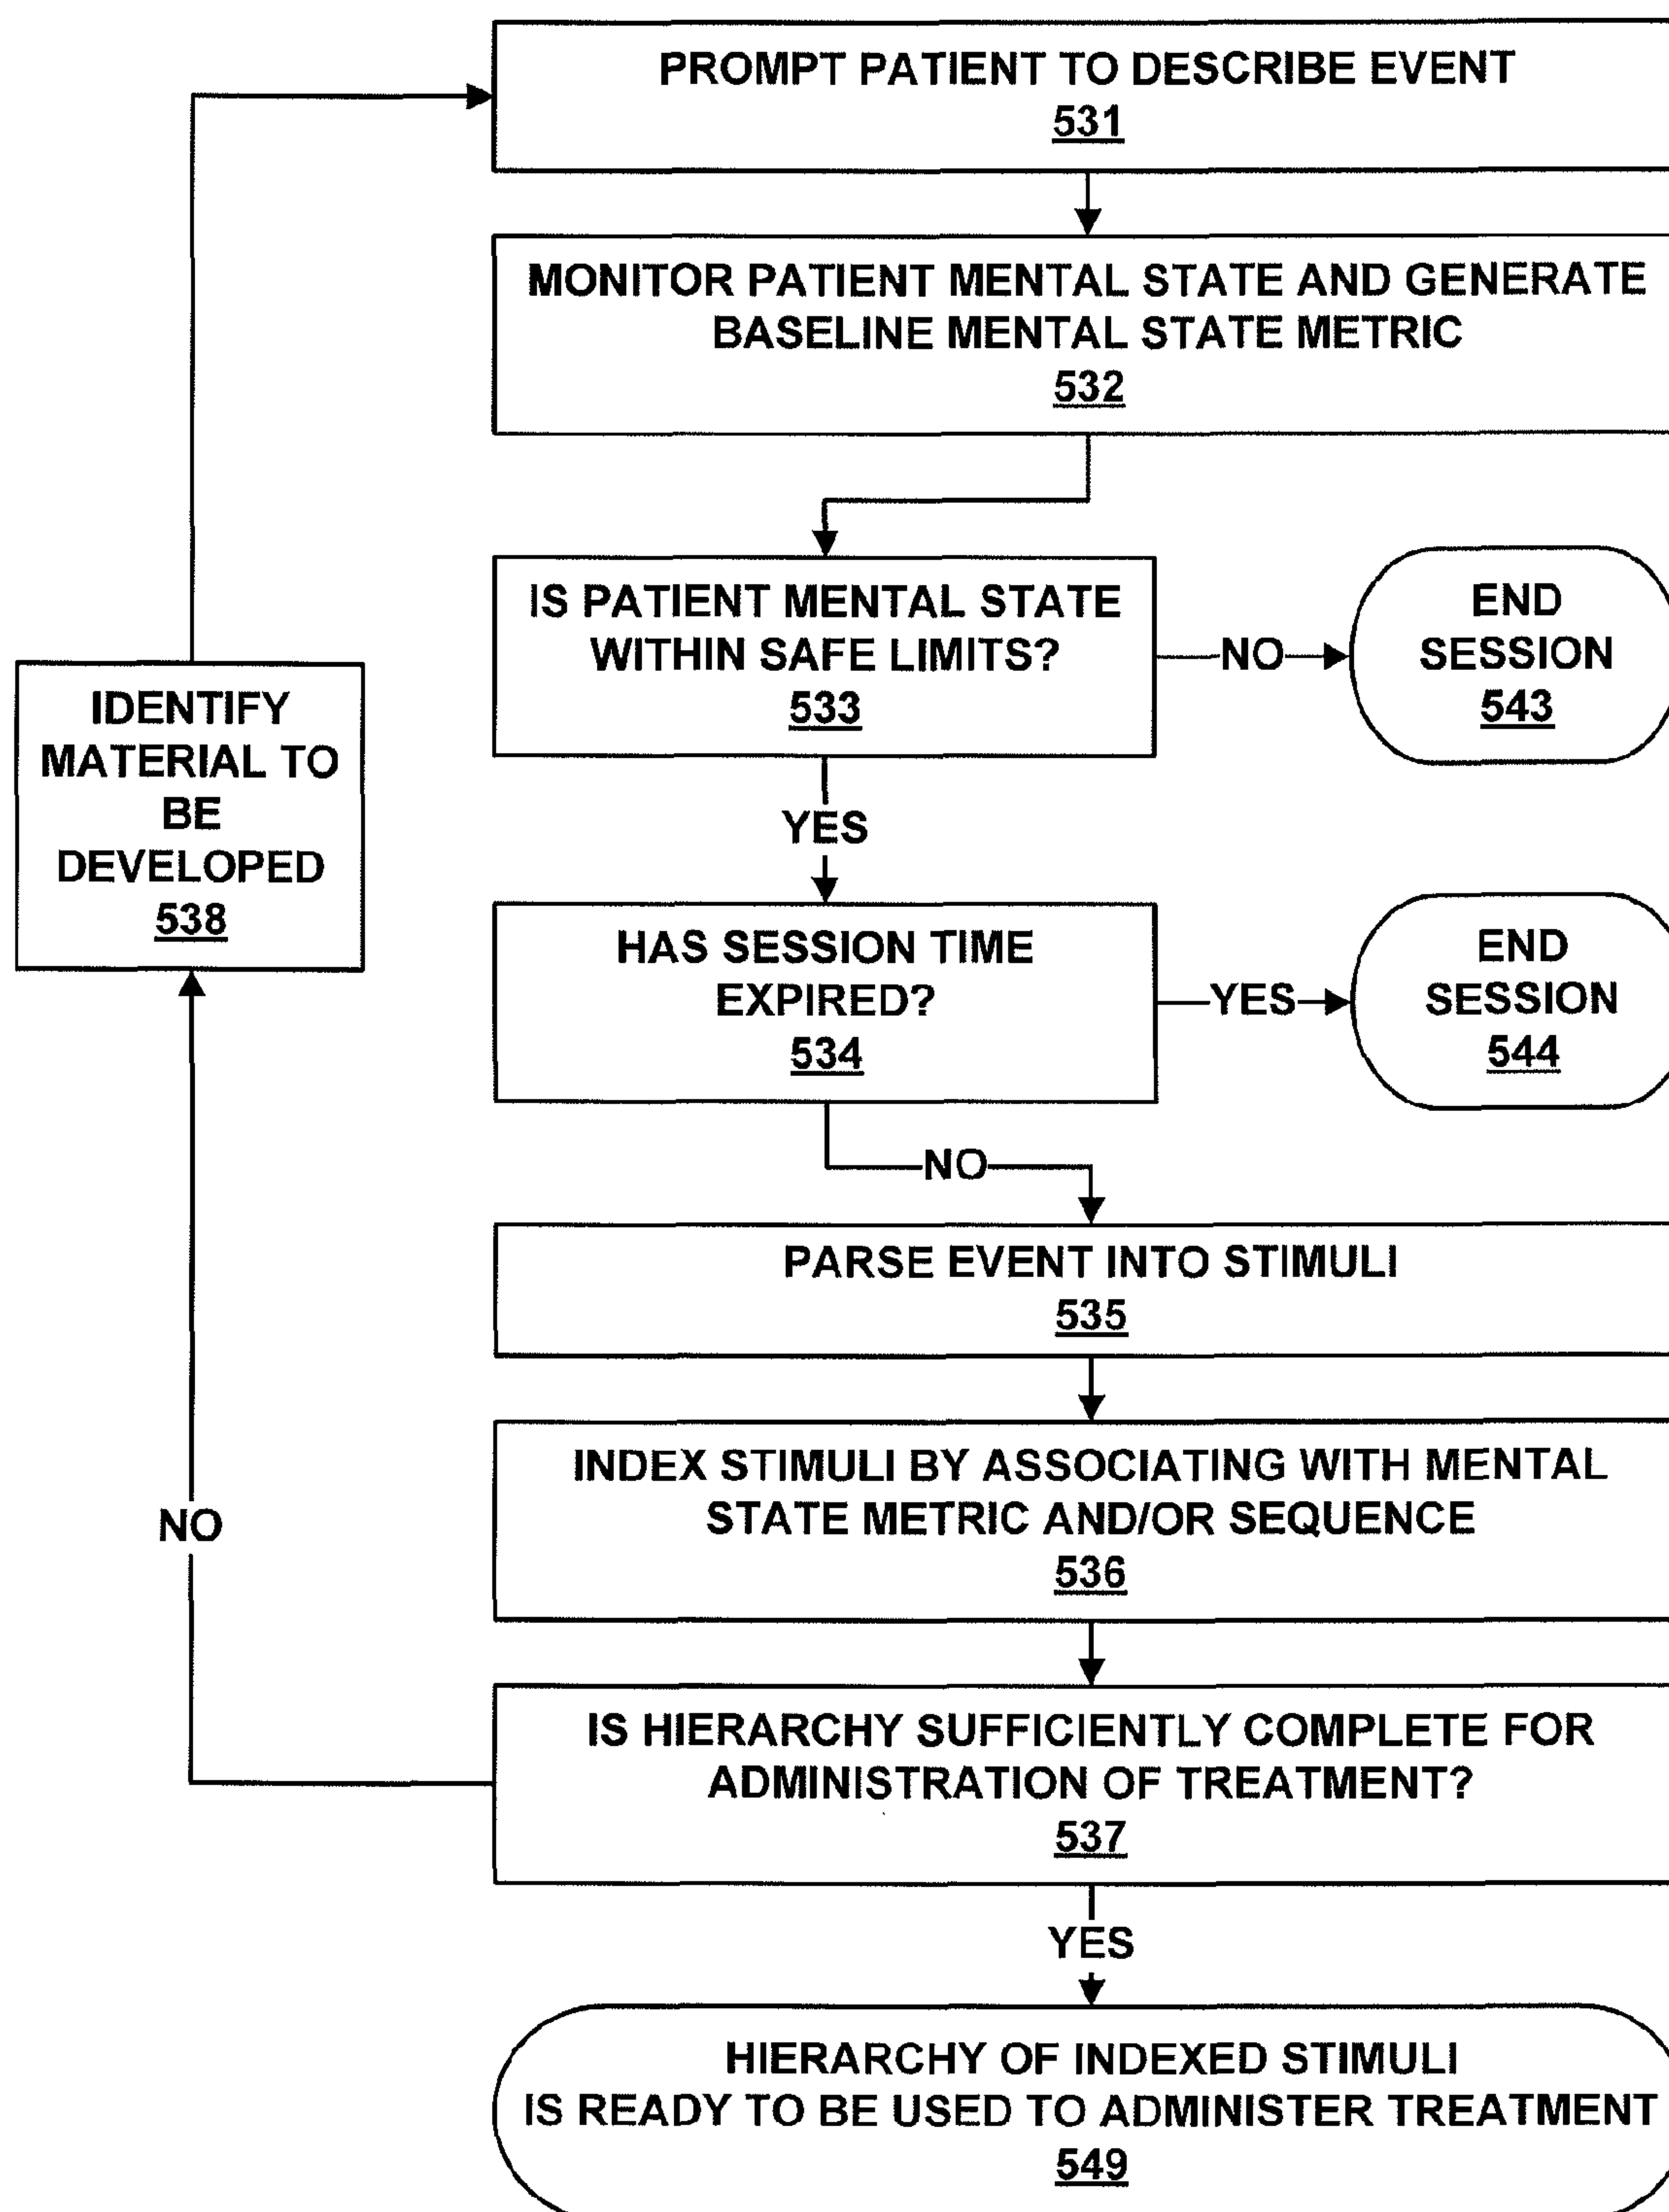 PROMPT PATIENT TO DESCRIBE EVENT
531
MONITOR PATIENT MENTAL STATE AND GENERATE
BASELINE MENTAL STATE METRIC
532
IS PATIENT MENTAL STATE
WITHIN SAFE LIMITS?
533
NO
END
SESSION
543
IDENTIFY
MATERIAL TO
BE
DEVELOPED
538
YES
HAS SESSION TIME
EXPIRED?
534
YES
END
SESSION
544
NO
PARSE EVENT INTO STIMULI
535
INDEX STIMULI BY ASSOCIATING WITH MENTAL
STATE METRIC AND/OR SEQUENCE
536
NO
IS HIERARCHY SUFFICIENTLY COMPLETE FOR
ADMINISTRATION OF TREATMENT?
537
YES
HIERARCHY OF INDEXED STIMULI
IS READY TO BE USED TO ADMINISTER TREATMENT
549